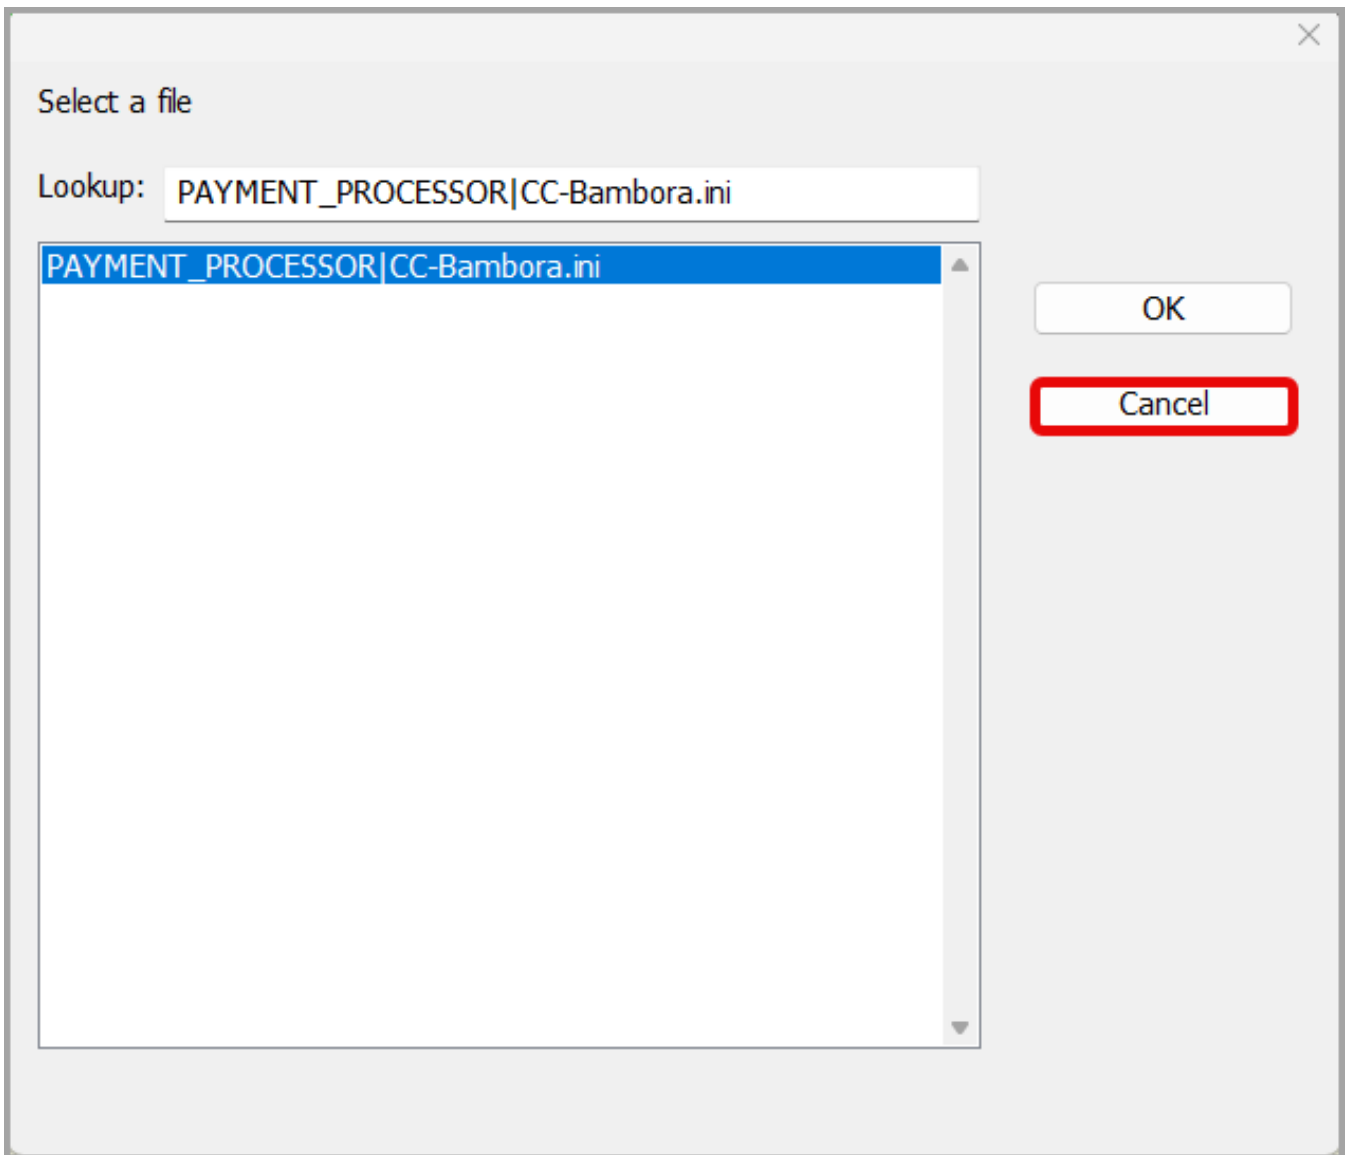 Select a file
Lookup: PAYMENT_PROCESSOR|CC-Bambora.ini
PAYMENT_PROCESSOR|CC-Bambora.ini
OK
Cancel